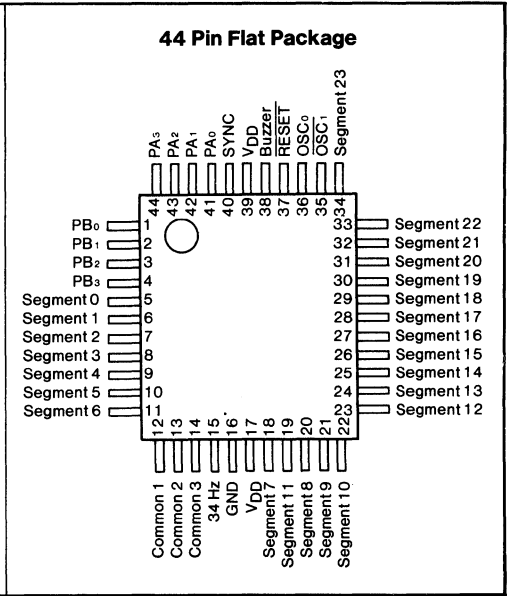 44 Pin Flat Package
PA₃
PA₂
PA₁
PA₀
SYNC
VDD
Buzzer
R̅E̅S̅E̅T̅
OSC₀
O̅S̅C̅₁
Segment 23
44
43
42
41
40
39
38
37
36
35
34
PB₀ 1
PB₁ 2
PB₂ 3
PB₃ 4
Segment 0 5
Segment 1 6
Segment 2 7
Segment 3 8
Segment 4 9
Segment 5 10
Segment 6 11
33 Segment 22
32 Segment 21
31 Segment 20
30 Segment 19
29 Segment 18
28 Segment 17
27 Segment 16
26 Segment 15
25 Segment 14
24 Segment 13
23 Segment 12
12
13
14
15
16
17
18
19
20
21
22
Common 1
Common 2
Common 3
34 Hz
GND
VDD
Segment 7
Segment 11
Segment 8
Segment 9
Segment 10